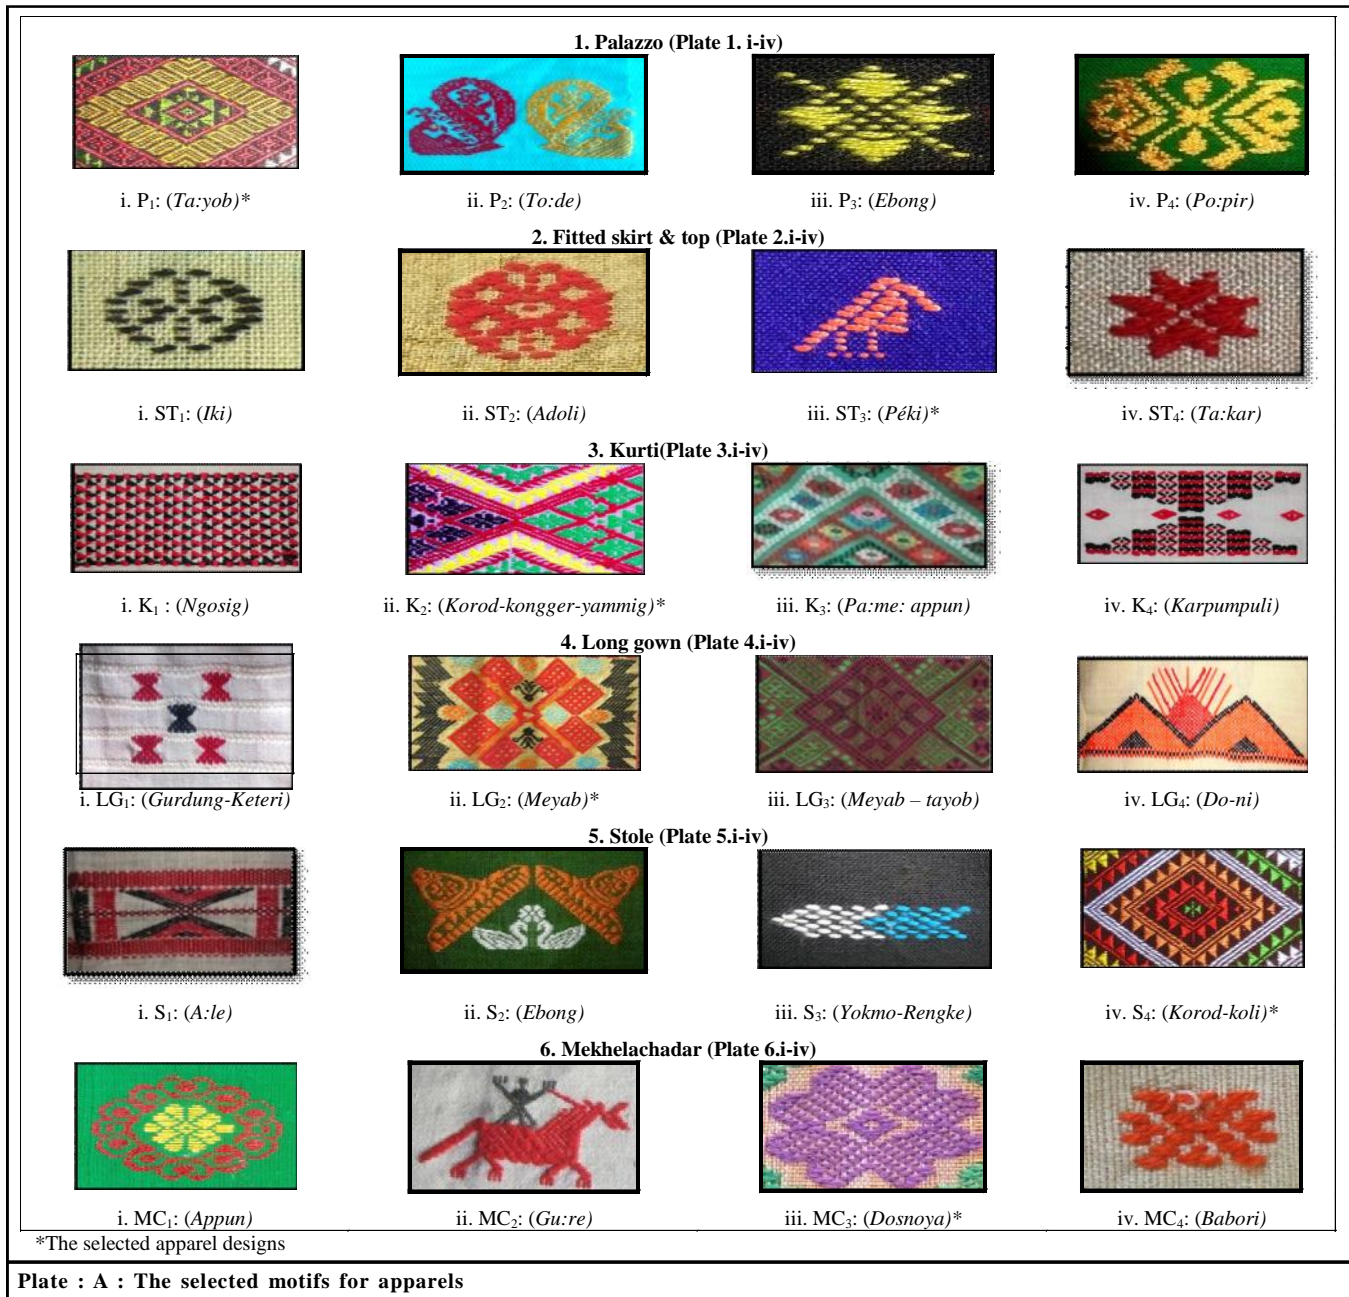 1. Palazzo (Plate 1. i-iv)
i. P₁: (Ta:yob)*    ii. P₂: (To:de)    iii. P₃: (Ebong)    iv. P₄: (Po:pir)
2. Fitted skirt & top (Plate 2.i-iv)
i. ST₁: (Iki)    ii. ST₂: (Adoli)    iii. ST₃: (Péki)*    iv. ST₄: (Ta:kar)
3. Kurti(Plate 3.i-iv)
i. K₁ : (Ngosig)    ii. K₂: (Korod-kongger-yammig)*    iii. K₃: (Pa:me: appun)    iv. K₄: (Karpumpuli)
4. Long gown (Plate 4.i-iv)
i. LG₁: (Gurdung-Keteri)    ii. LG₂: (Meyab)*    iii. LG₃: (Meyab – tayob)    iv. LG₄: (Do-ni)
5. Stole (Plate 5.i-iv)
i. S₁: (A:le)    ii. S₂: (Ebong)    iii. S₃: (Yokmo-Rengke)    iv. S₄: (Korod-koli)*
6. Mekhelachadar (Plate 6.i-iv)
i. MC₁: (Appun)    ii. MC₂: (Gu:re)    iii. MC₃: (Dosnoya)*    iv. MC₄: (Babori)
*The selected apparel designs
Plate : A : The selected motifs for apparels